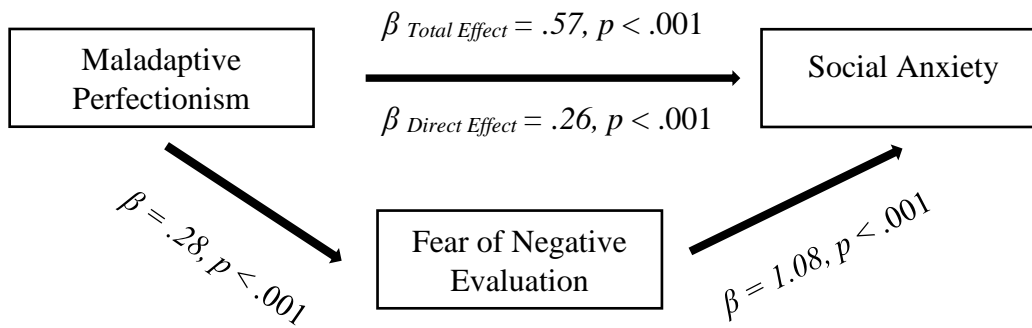 β Total Effect = .57, p < .001
Maladaptive
Perfectionism
Social Anxiety
β Direct Effect = .26, p < .001
β = .28, p < .001
Fear of Negative
Evaluation
β = 1.08, p < .001